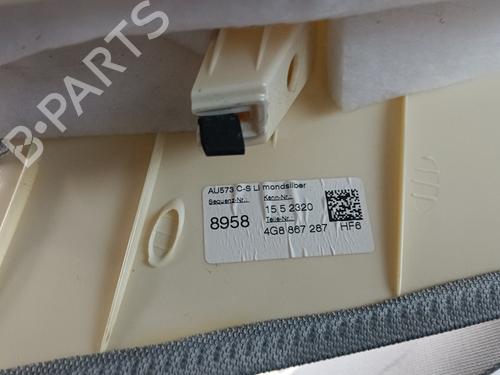 B-PARTS
AU573 C-S LI mondsilber
Sequenz-Nr.: Kenn-Nr.:
8958 15 5 2320
Teile-Nr.:
4G8 867 287 HF6